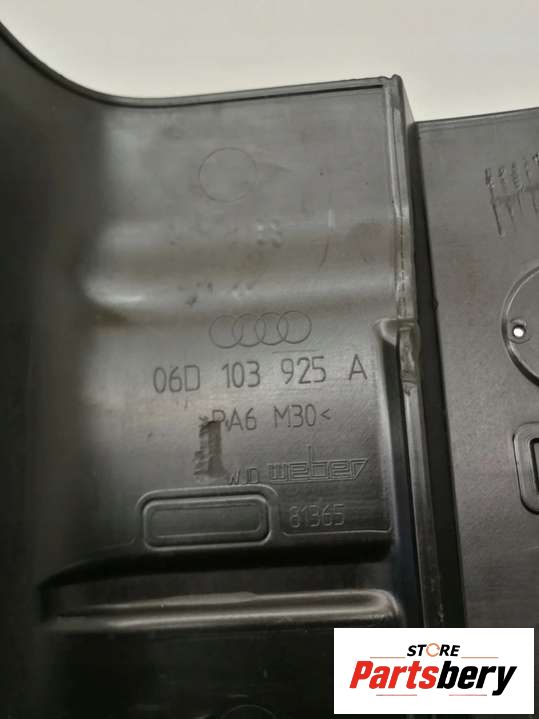 06D 103 925 A
>PA6 M30<
W.D. weber
81365
STORE
Partsbery